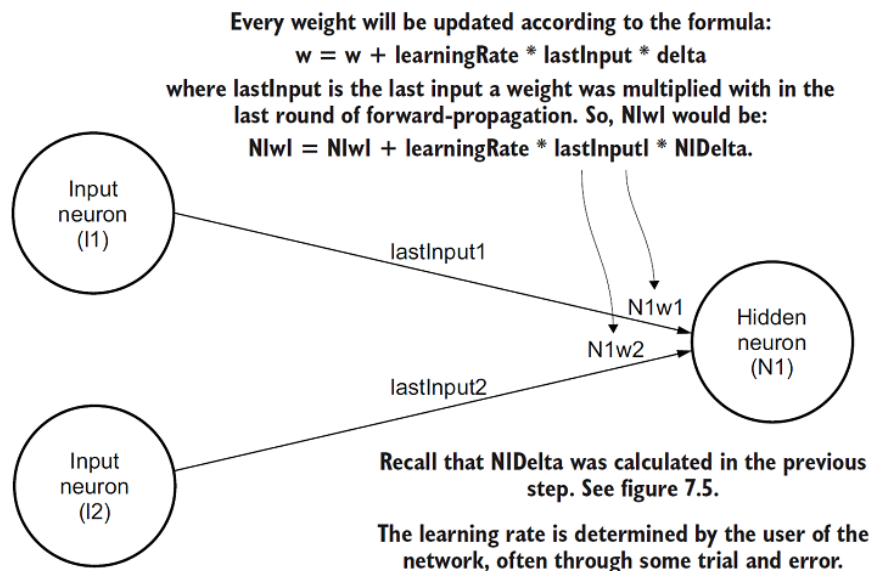 Every weight will be updated according to the formula:
w = w + learningRate * lastInput * delta
where lastInput is the last input a weight was multiplied with in the
last round of forward-propagation. So, N1w1 would be:
N1w1 = N1w1 + learningRate * lastInput1 * N1Delta.
Input
neuron
(I1)
lastInput1
N1w1
Hidden
neuron
(N1)
N1w2
lastInput2
Input
neuron
(I2)
Recall that N1Delta was calculated in the previous
step. See figure 7.5.
The learning rate is determined by the user of the
network, often through some trial and error.